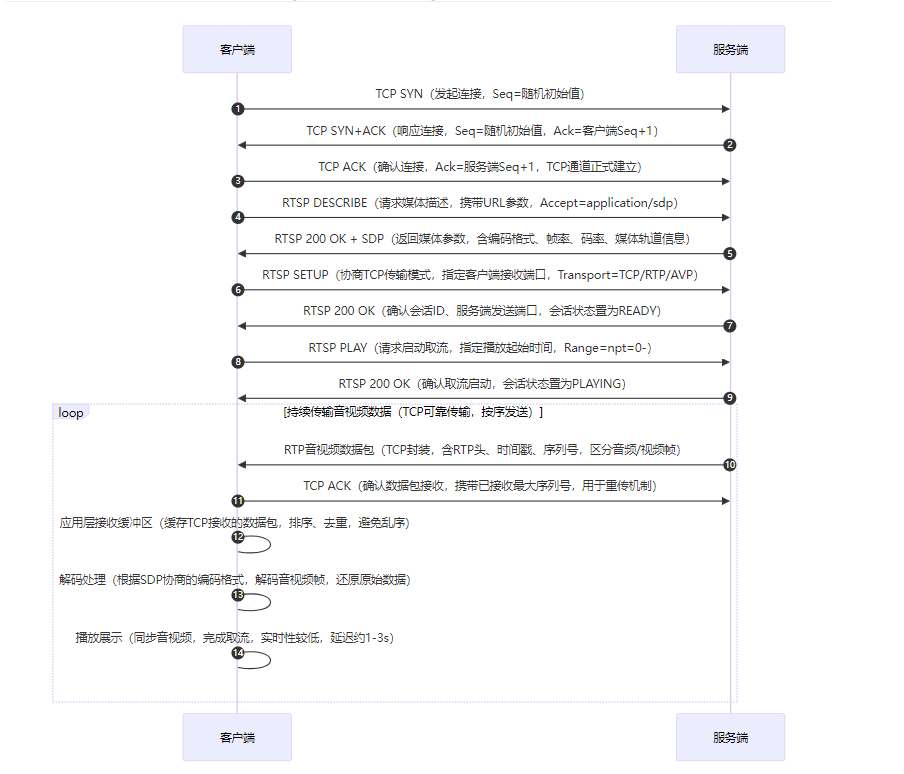 客户端 服务端
TCP SYN（发起连接，Seq=随机初始值）
1
TCP SYN+ACK（响应连接，Seq=随机初始值，Ack=客户端Seq+1）
2
TCP ACK（确认连接，Ack=服务端Seq+1，TCP通道正式建立）
3
RTSP DESCRIBE（请求媒体描述，携带URL参数，Accept=application/sdp）
4
RTSP 200 OK + SDP（返回媒体参数，含编码格式、帧率、码率、媒体轨道信息）
5
RTSP SETUP（协商TCP传输模式，指定客户端接收端口，Transport=TCP/RTP/AVP）
6
RTSP 200 OK（确认会话ID、服务端发送端口，会话状态置为READY）
7
RTSP PLAY（请求启动取流，指定播放起始时间，Range=npt=0-）
8
RTSP 200 OK（确认取流启动，会话状态置为PLAYING）
9
loop [持续传输音视频数据（TCP可靠传输，按序发送）]
RTP音视频数据包（TCP封装，含RTP头、时间戳、序列号，区分音频/视频帧）
10
TCP ACK（确认数据包接收，携带已接收最大序列号，用于重传机制）
11
应用层接收缓冲区（缓存TCP接收的数据包，排序、去重，避免乱序）
12
解码处理（根据SDP协商的编码格式，解码音视频帧，还原原始数据）
13
播放展示（同步音视频，完成取流，实时性较低，延迟约1-3s）
14
客户端 服务端